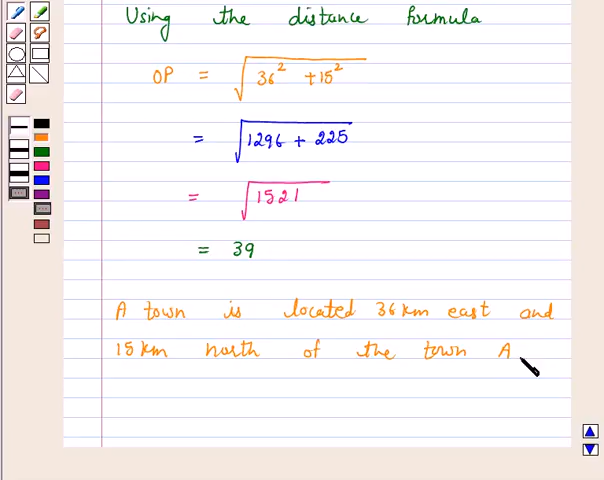 Using the distance formula
OP = √36² + 15²
= √1296 + 225
= √1521
= 39
A town is located 36 km east and
15 km north of the town A